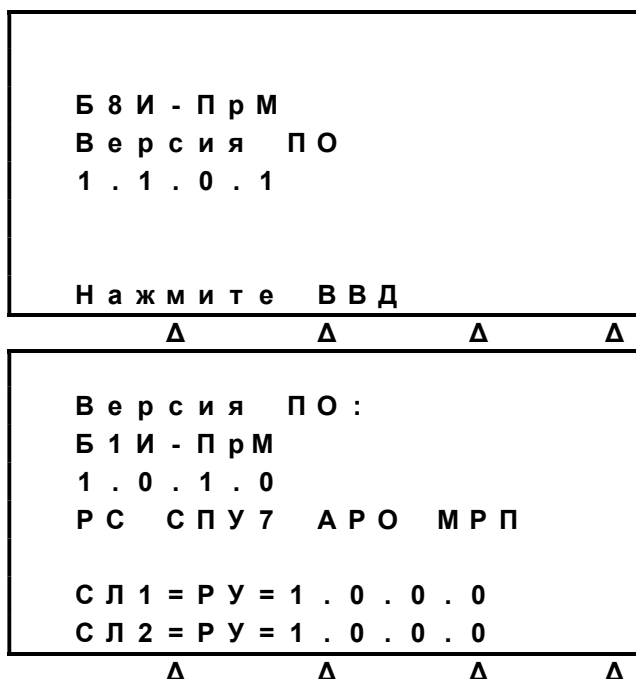 Б8И-ПрМ
Версия ПО
1.1.0.1
Нажмите ВВД
Δ Δ Δ Δ
Версия ПО:
Б1И-ПрМ
1.0.1.0
РС СПУ7 АРО МРП
СЛ1=РУ=1.0.0.0
СЛ2=РУ=1.0.0.0
Δ Δ Δ Δ